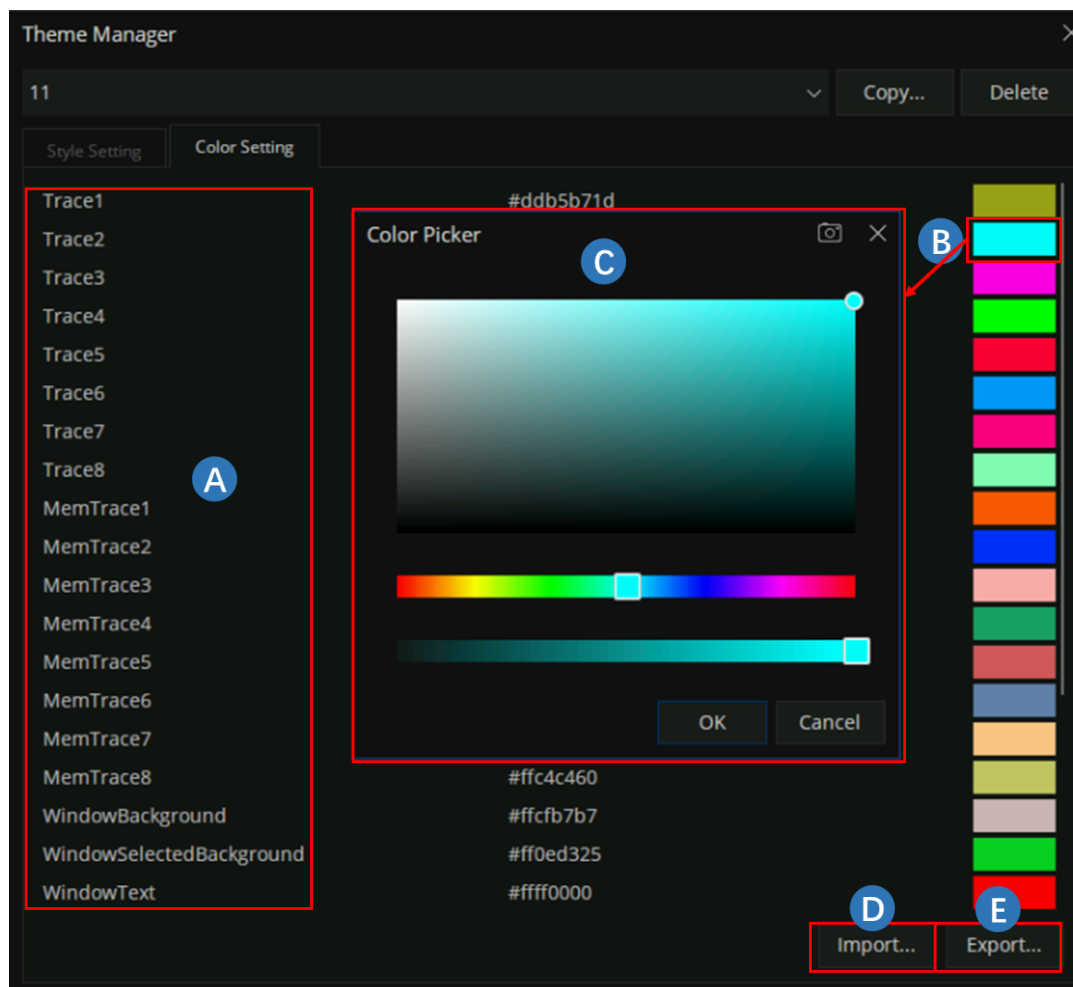 Theme Manager
11
Copy...
Delete
Style Setting
Color Setting
Trace1
#ddb5b71d
Trace2
Color Picker
C
B
Trace3
Trace4
Trace5
Trace6
Trace7
Trace8
A
MemTrace1
MemTrace2
MemTrace3
MemTrace4
MemTrace5
MemTrace6
MemTrace7
OK
Cancel
MemTrace8
#ffc4c460
WindowBackground
#ffcfb7b7
WindowSelectedBackground
#ff0ed325
WindowText
#ffff0000
D
E
Import...
Export...